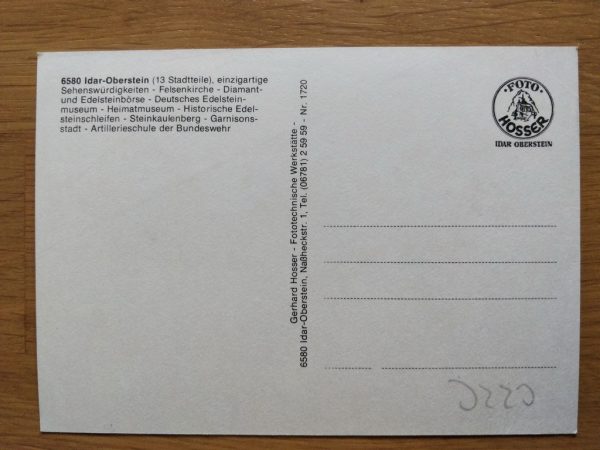 6580 Idar-Oberstein (13 Stadtteile), einzigartige
Sehenswürdigkeiten - Felsenkirche - Diamant-
und Edelsteinbörse - Deutsches Edelstein-
museum - Heimatmuseum - Historische Edel-
steinschleifen - Steinkaulenberg - Garnisons-
stadt - Artillerieschule der Bundeswehr
Gerhard Hosser - Fototechnische Werkstätte -
6580 Idar-Oberstein, Naßheckstr. 1, Tel. (06781) 2 59 59 - Nr. 1720
FOTO
HOSSER
IDAR OBERSTEIN